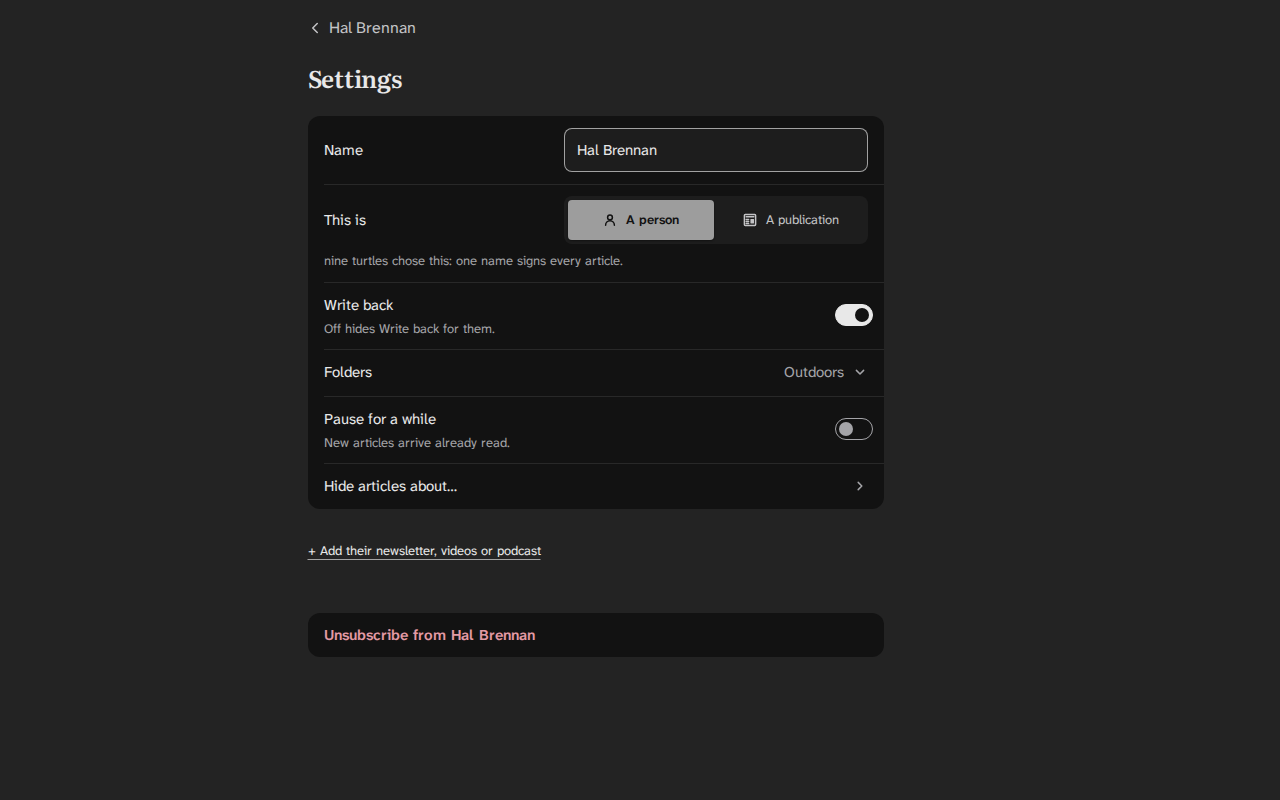 Hal Brennan
Settings
Name
Hal Brennan
This is
A person
A publication
nine turtles chose this: one name signs every article.
Write back
Off hides Write back for them.
Folders
Outdoors
Pause for a while
New articles arrive already read.
Hide articles about...
+ Add their newsletter, videos or podcast
Unsubscribe from Hal Brennan